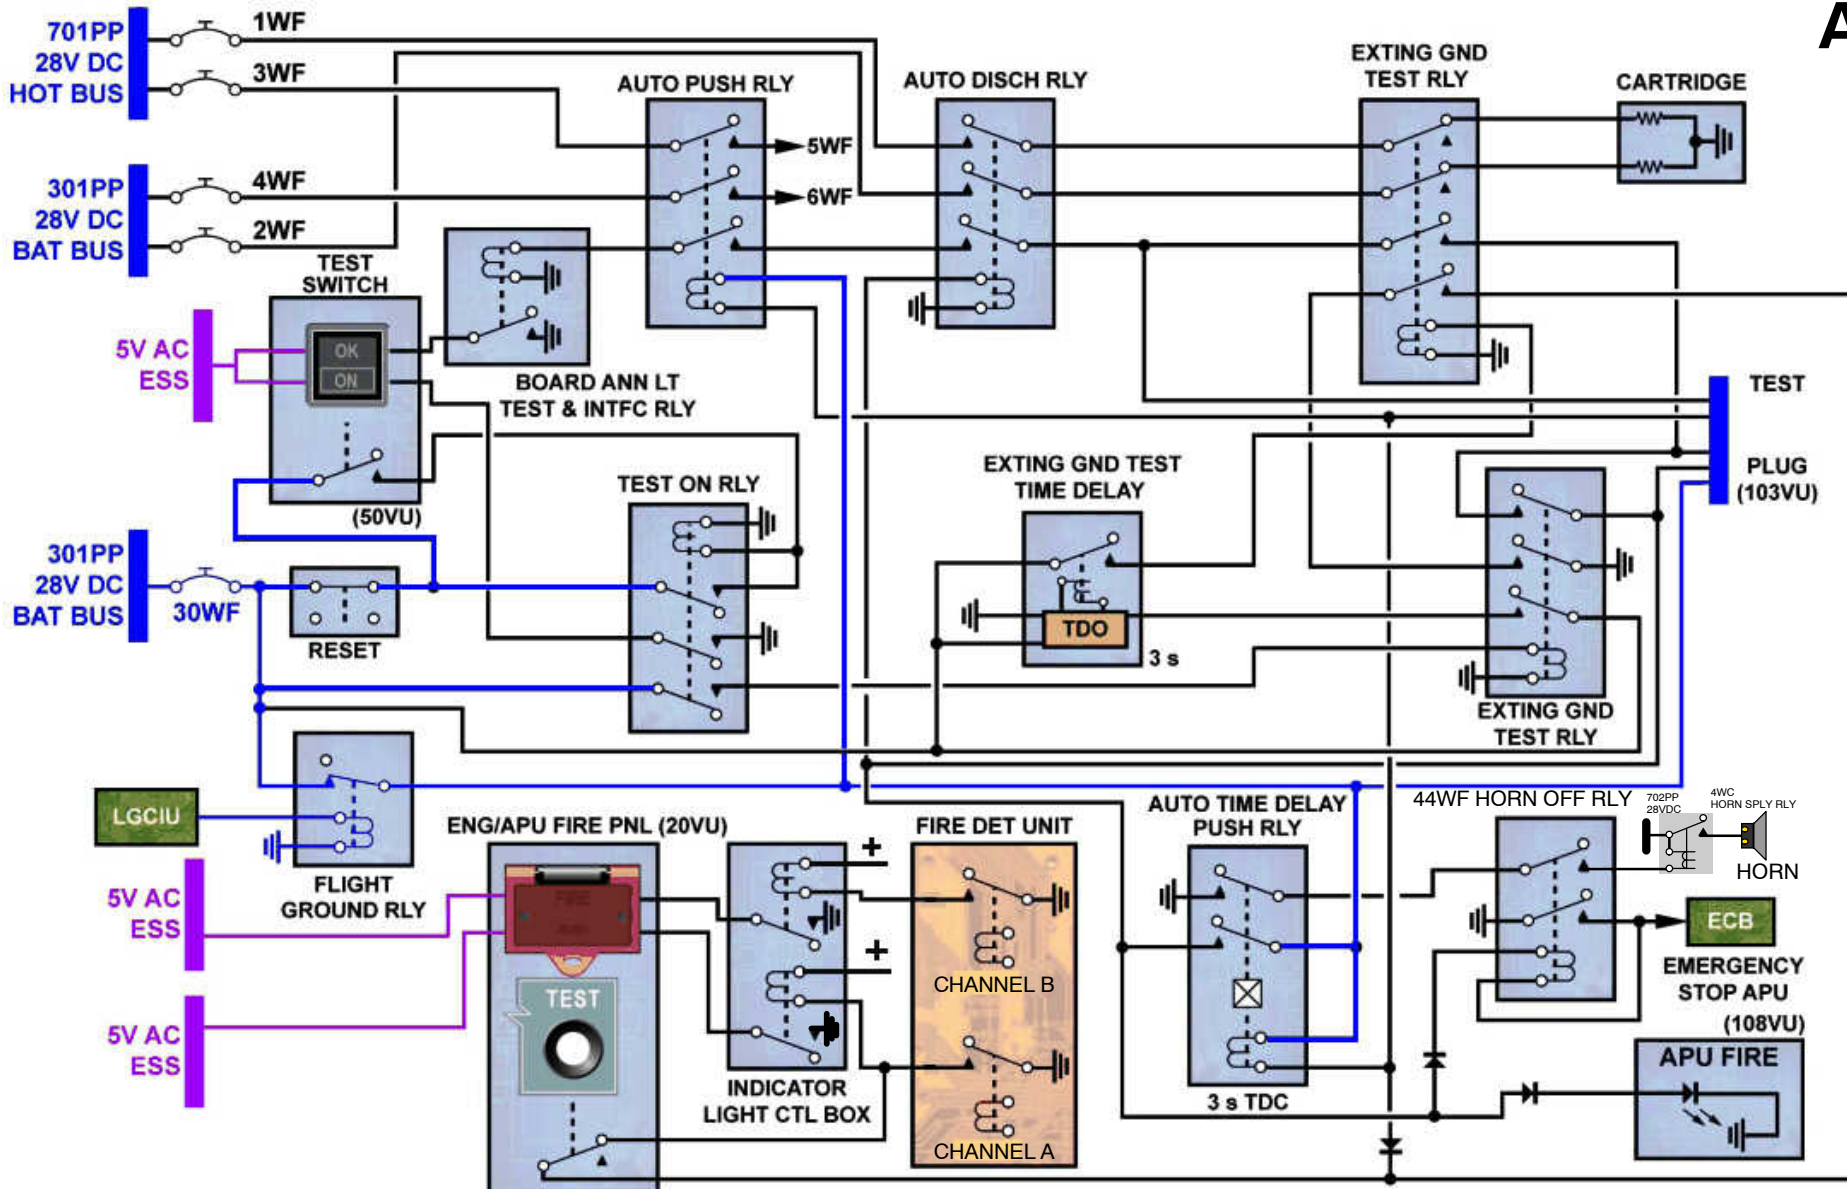 A
701PP
28V DC
HOT BUS
1WF
3WF
301PP
28V DC
BAT BUS
4WF
2WF
AUTO PUSH RLY
5WF
6WF
AUTO DISCH RLY
EXTING GND
TEST RLY
CARTRIDGE
TEST
SWITCH
OK
ON
(50VU)
5V AC
ESS
BOARD ANN LT
TEST & INTFC RLY
TEST ON RLY
EXTING GND TEST
TIME DELAY
TDO
3 s
TEST
PLUG
(103VU)
EXTING GND
TEST RLY
301PP
28V DC
BAT BUS
30WF
RESET
LGCIU
FLIGHT
GROUND RLY
5V AC
ESS
5V AC
ESS
ENG/APU FIRE PNL (20VU)
TEST
INDICATOR
LIGHT CTL BOX
+
+
FIRE DET UNIT
CHANNEL B
CHANNEL A
AUTO TIME DELAY
PUSH RLY
3 s TDC
44WF HORN OFF RLY
702PP
28VDC
4WC
HORN SPLY RLY
HORN
ECB
EMERGENCY
STOP APU
(108VU)
APU FIRE